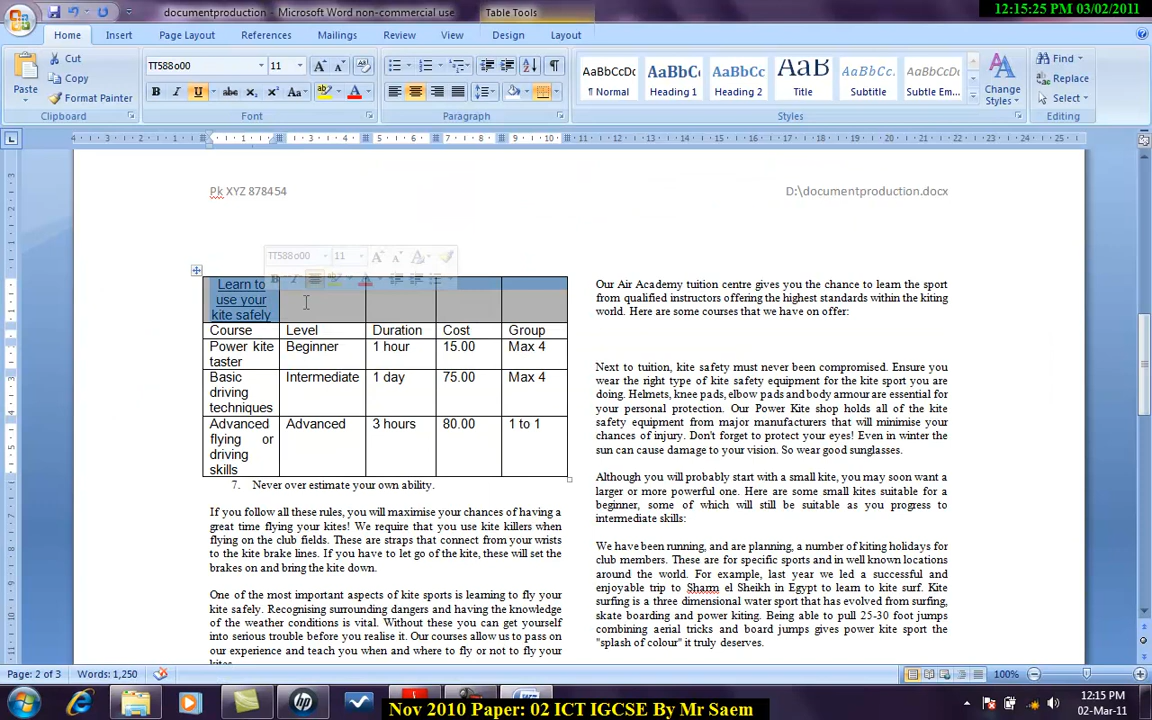 12:15:25 PM 03/02/2011
documentproduction - Microsoft Word non-commercial use
Table Tools
Home Insert Page Layout References Mailings Review View Design Layout
Paste
Cut
Copy
Format Painter
Clipboard
TT588o00 11
Font
Paragraph
AaBbCcDc AaBbC AaBbCc AaB AaBbCc. AaBbCcDc
¶ Normal Heading 1 Heading 2 Title Subtitle Subtle Em...
Change
Styles
Styles
Find
Replace
Select
Editing
Pk XYZ 878454
D:\documentproduction.docx
TT588o00 11
Learn to
use your
kite safely
Course Level Duration Cost Group
Power kite
taster
Beginner 1 hour 15.00 Max 4
Basic
driving
techniques
Intermediate 1 day 75.00 Max 4
Advanced
flying or
driving
skills
Advanced 3 hours 80.00 1 to 1
7. Never over estimate your own ability.
If you follow all these rules, you will maximise your chances of having a
great time flying your kites! We require that you use kite killers when
flying on the club fields. These are straps that connect from your wrists
to the kite brake lines. If you have to let go of the kite, these will set the
brakes on and bring the kite down.
One of the most important aspects of kite sports is learning to fly your
kite safely. Recognising surrounding dangers and having the knowledge
of the weather conditions is vital. Without these you can get yourself
into serious trouble before you realise it. Our courses allow us to pass on
our experience and teach you when and where to fly or not to fly your
kites.
Our Air Academy tuition centre gives you the chance to learn the sport
from qualified instructors offering the highest standards within the kiting
world. Here are some courses that we have on offer:
Next to tuition, kite safety must never been compromised. Ensure you
wear the right type of kite safety equipment for the kite sport you are
doing. Helmets, knee pads, elbow pads and body armour are essential for
your personal protection. Our Power Kite shop holds all of the kite
safety equipment from major manufacturers that will minimise your
chances of injury. Don't forget to protect your eyes! Even in winter the
sun can cause damage to your vision. So wear good sunglasses.
Although you will probably start with a small kite, you may soon want a
larger or more powerful one. Here are some small kites suitable for a
beginner, some of which will still be suitable as you progress to
intermediate skills:
We have been running, and are planning, a number of kiting holidays for
club members. These are for specific sports and in well known locations
around the world. For example, last year we led a successful and
enjoyable trip to Sharm el Sheikh in Egypt to learn to kite surf. Kite
surfing is a three dimensional water sport that has evolved from surfing,
skate boarding and power kiting. Being able to pull 25-30 foot jumps
combining aerial tricks and board jumps gives power kite sport the
"splash of colour" it truly deserves.
Page: 2 of 3 Words: 1,250 100%
Nov 2010 Paper: 02 ICT IGCSE By Mr Saem
12:15 PM
02-Mar-11